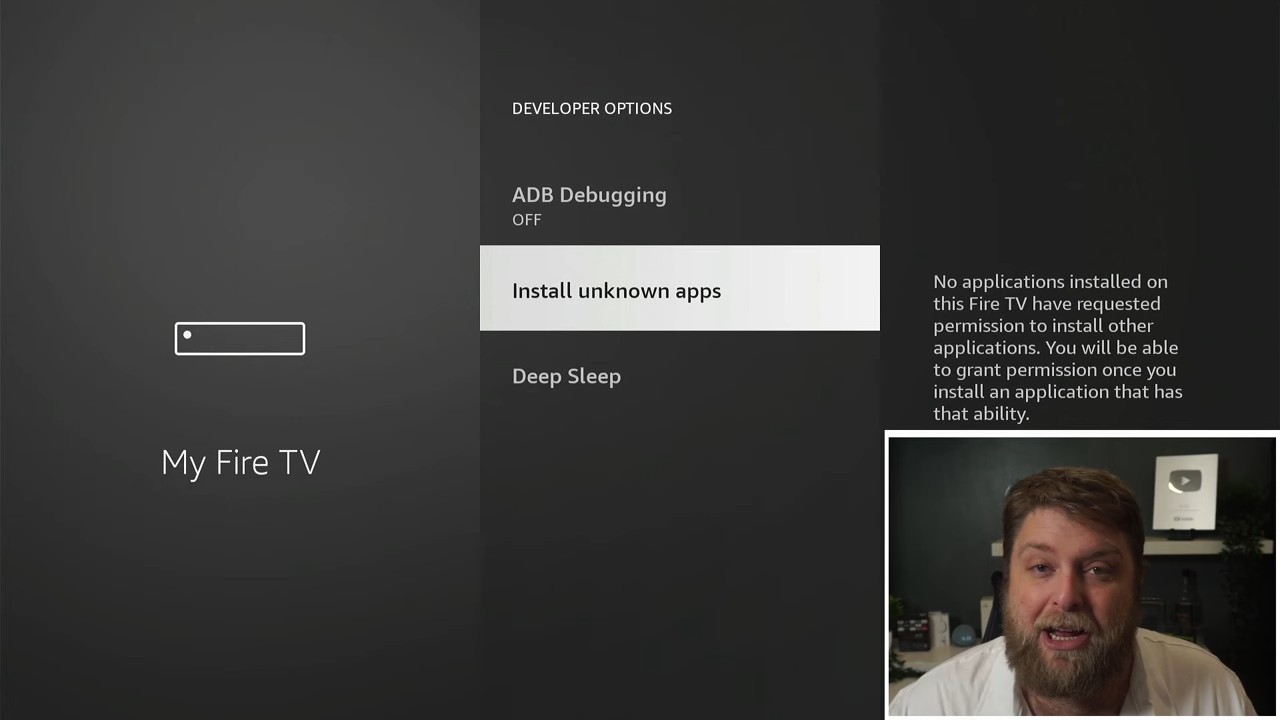 DEVELOPER OPTIONS
ADB Debugging
OFF
Install unknown apps
Deep Sleep
My Fire TV
No applications installed on
this Fire TV have requested
permission to install other
applications. You will be able
to grant permission once you
install an application that has
that ability.